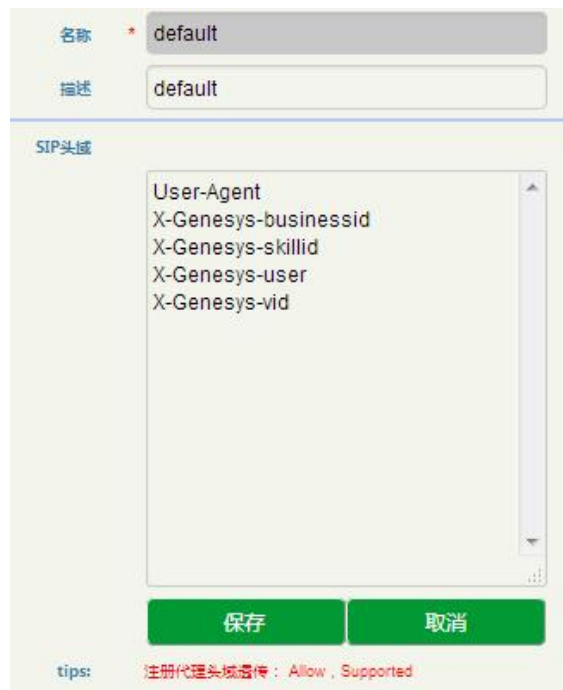 名称 * default
描述 default
SIP头域
User-Agent
X-Genesys-businessid
X-Genesys-skillid
X-Genesys-user
X-Genesys-vid
保存 取消
tips: 注册代理头域透传： Allow , Supported